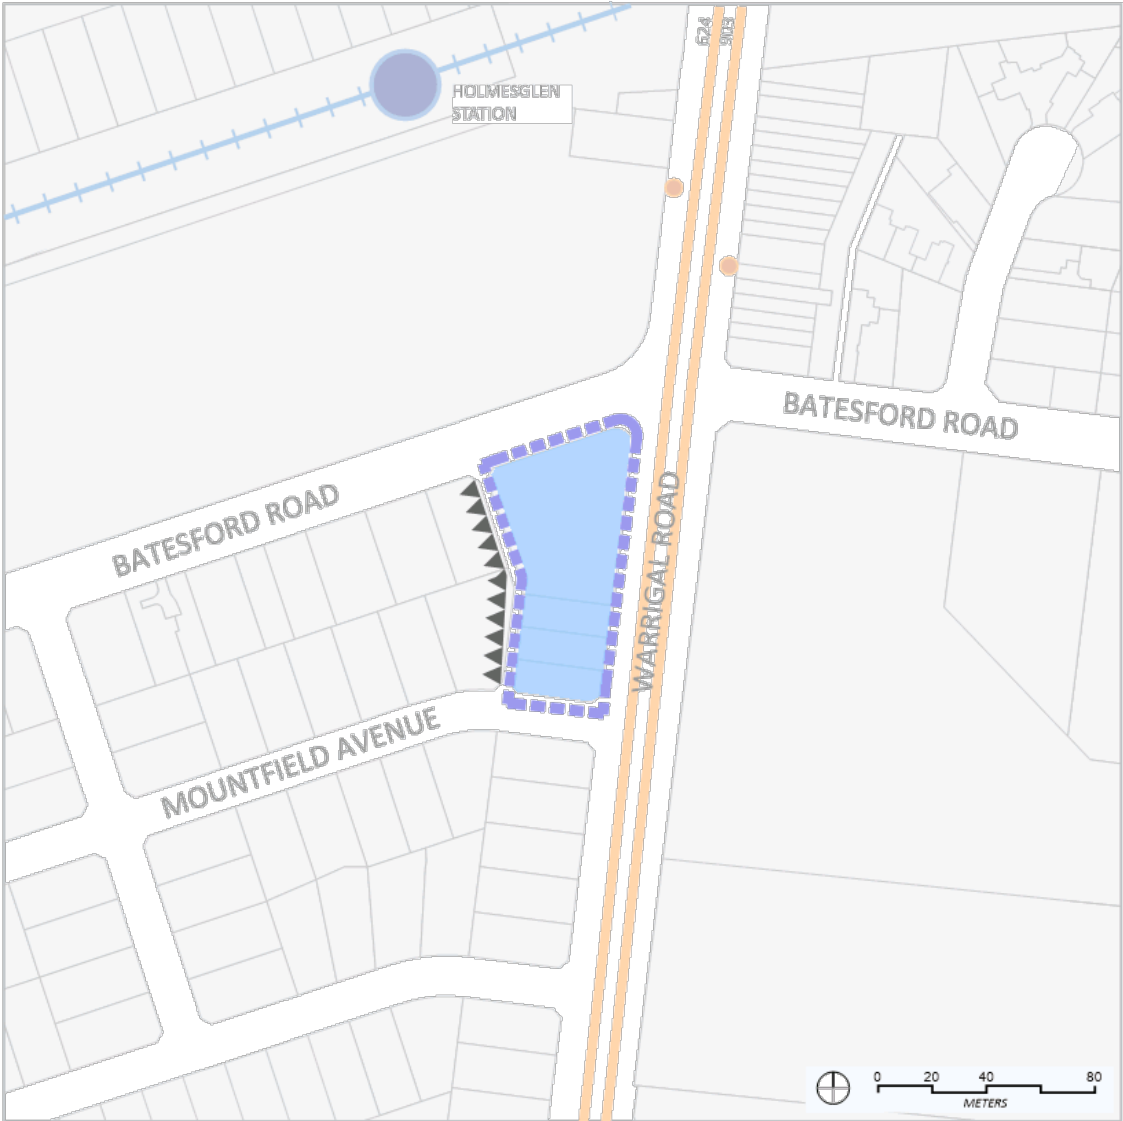 624
903
HOLMESGLEN
STATION
BATESFORD ROAD
BATESFORD ROAD
WARRIGAL ROAD
MOUNTFIELD AVENUE
0 20 40 80
METERS